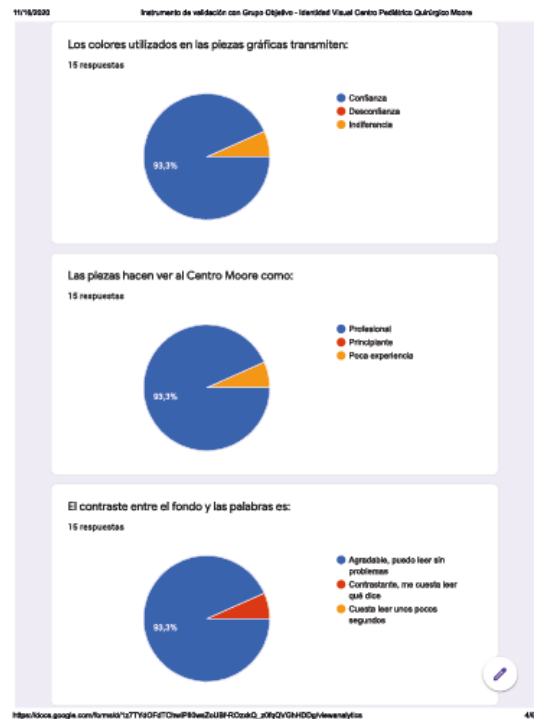 11/16/2020
Instrumento de validación con Grupo Objetivo - Identidad Visual Centro Pediátrico Quirúrgico Moore
Los colores utilizados en las piezas gráficas transmiten:
15 respuestas
Confianza
Desconfianza
Indiferencia
93,3%
Las piezas hacen ver al Centro Moore como:
15 respuestas
Profesional
Principiante
Poca experiencia
93,3%
El contraste entre el fondo y las palabras es:
15 respuestas
Agradable, puedo leer sin
problemas
Contrastante, me cuesta leer
qué dice
Cuesta leer unos pocos
segundos
93,3%